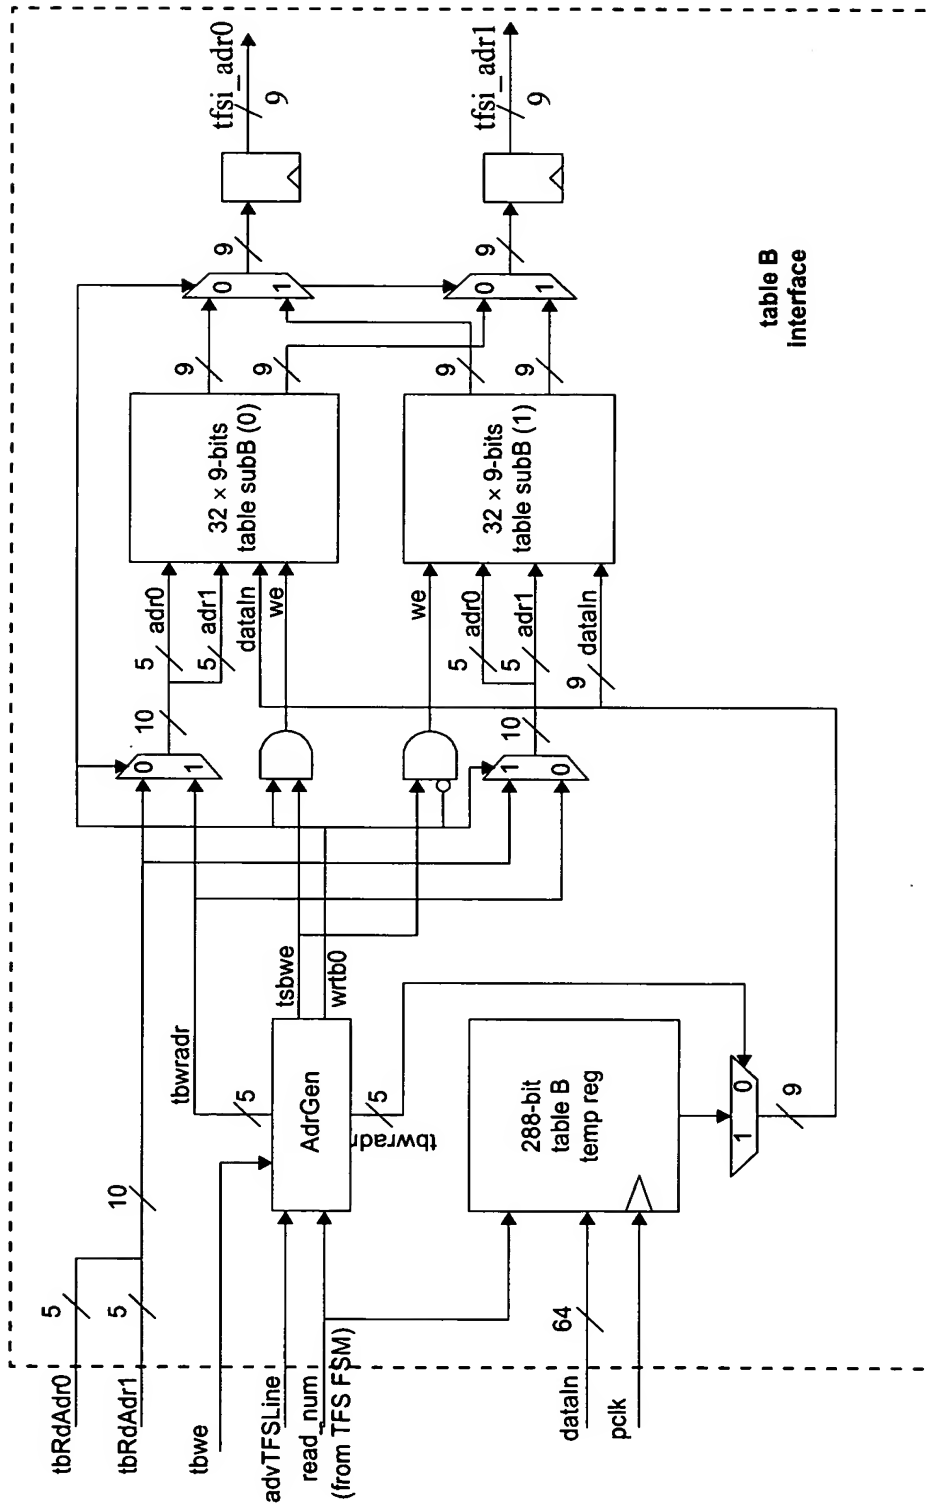 tbRdAdr0
5
tbRdAdr1
5
10
tbwe
advTFSLine
read_num
(from TFS FSM)
dataIn
64
pclk
tbwradr
5
AdrGen
5
tbwradr
tsbwe
wrtb0
288-bit
table B
temp reg
1
0
9
0
1
10
5
adr0
5
adr1
dataIn
we
32 × 9-bits
table subB (0)
9
9
0
1
9
tfsi_adr0
9
1
0
10
we
5
adr0
5
adr1
9
dataIn
32 × 9-bits
table subB (1)
9
9
0
1
9
tfsi_adr1
9
table B
interface